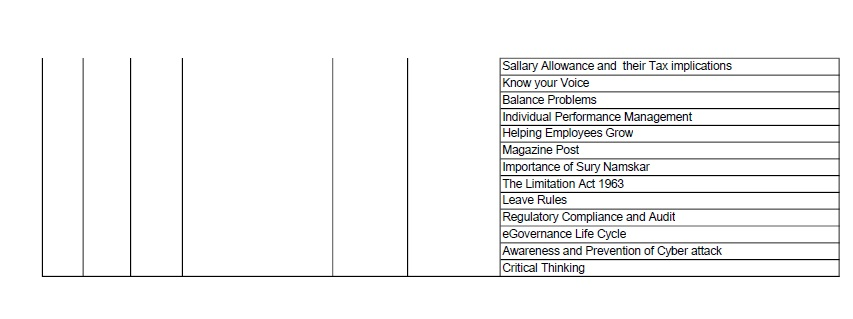 Sallary Allowance and  their Tax implications
Know your Voice
Balance Problems
Individual Performance Management
Helping Employees Grow
Magazine Post
Importance of Sury Namskar
The Limitation Act 1963
Leave Rules
Regulatory Compliance and Audit
eGovernance Life Cycle
Awareness and Prevention of Cyber attack
Critical Thinking